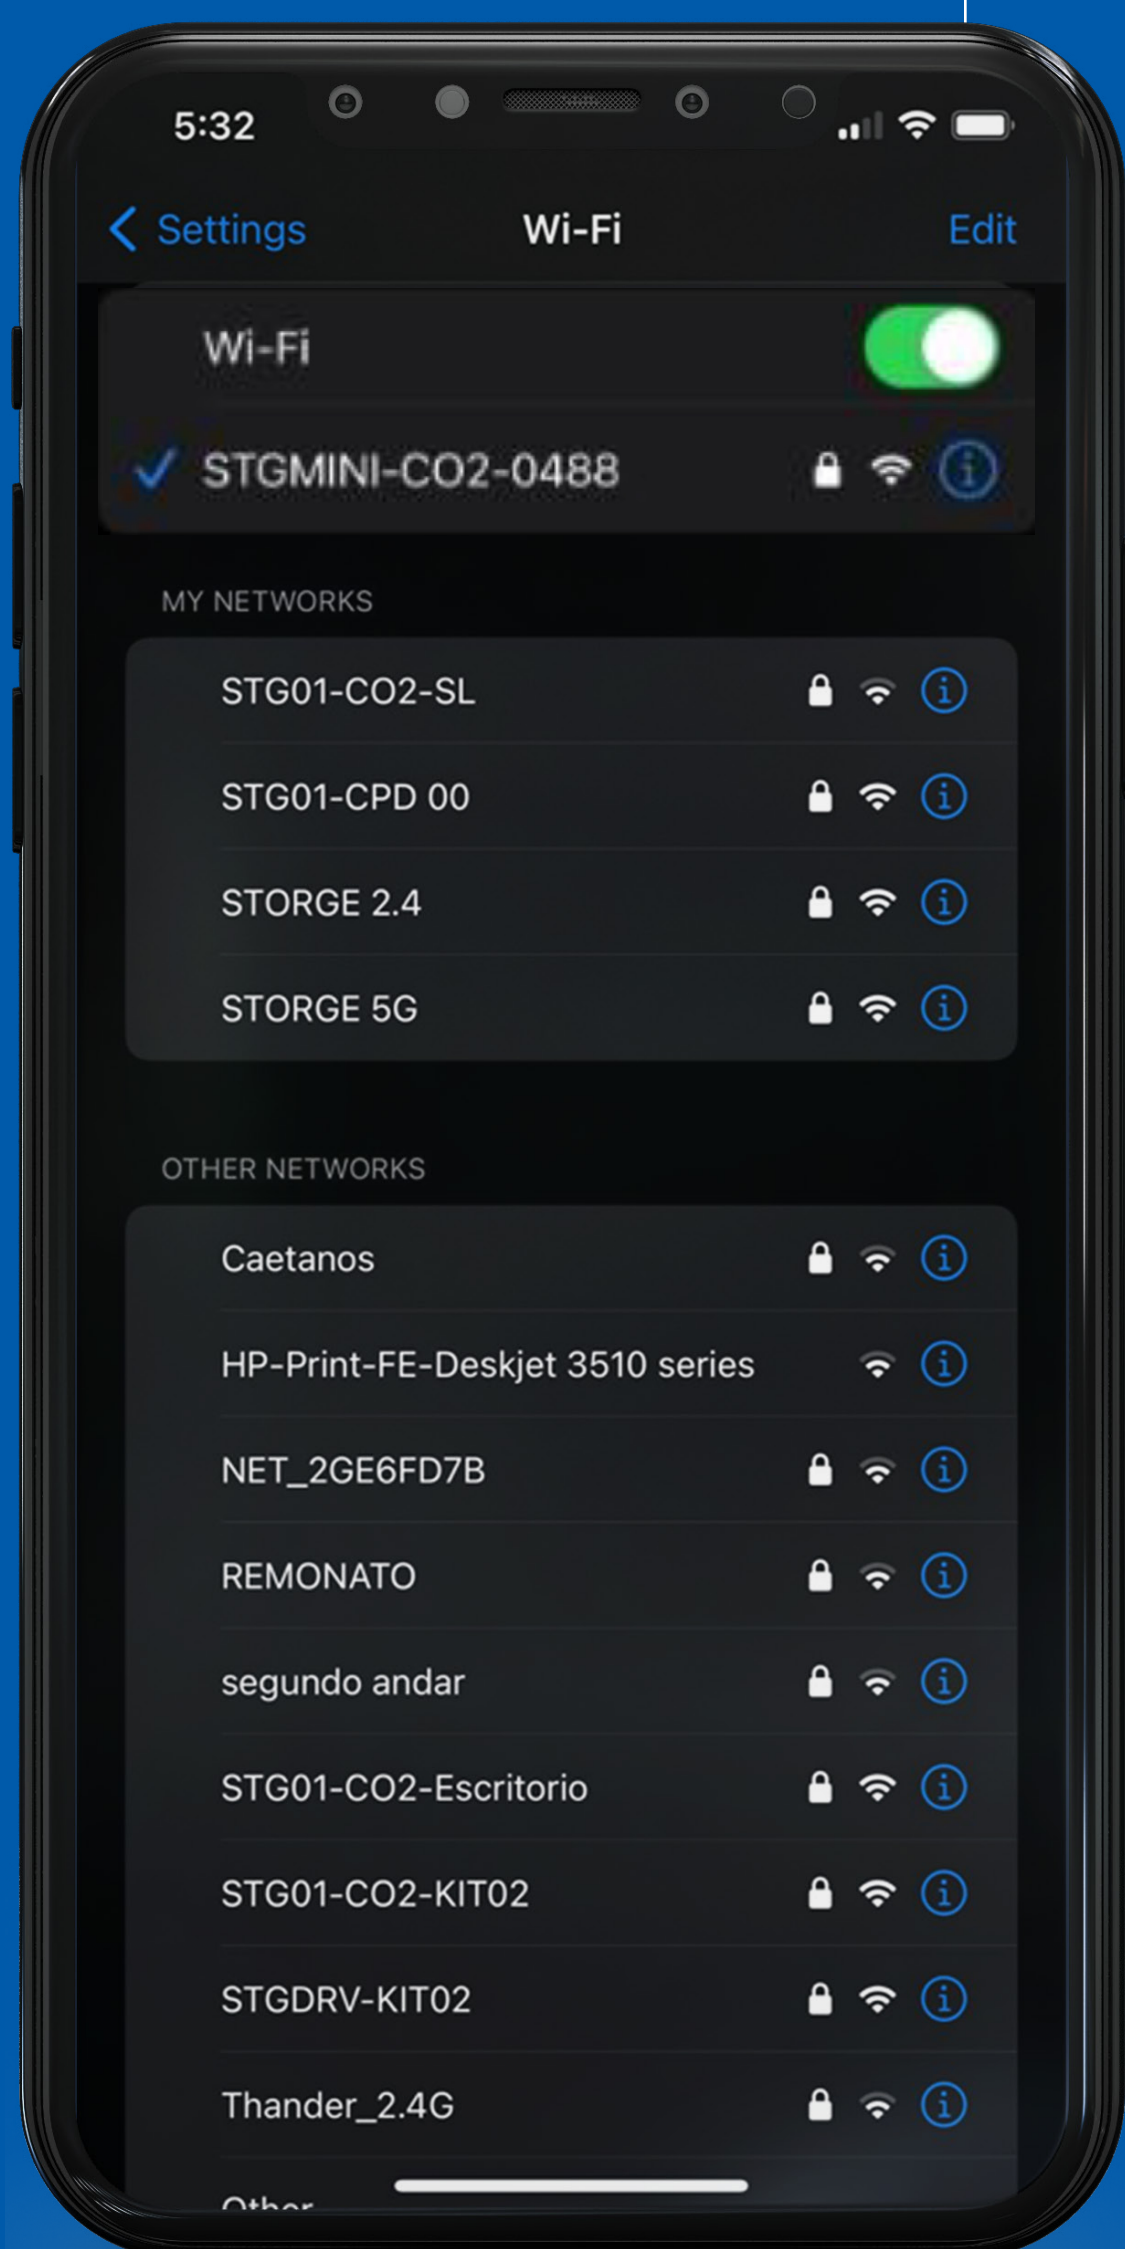 5:32
Settings
Wi-Fi
Edit
Wi-Fi
STGMINI-CO2-0488
MY NETWORKS
STG01-CO2-SL
STG01-CPD 00
STORGE 2.4
STORGE 5G
OTHER NETWORKS
Caetanos
HP-Print-FE-Deskjet 3510 series
NET_2GE6FD7B
REMONATO
segundo andar
STG01-CO2-Escritorio
STG01-CO2-KIT02
STGDRV-KIT02
Thander_2.4G
Other